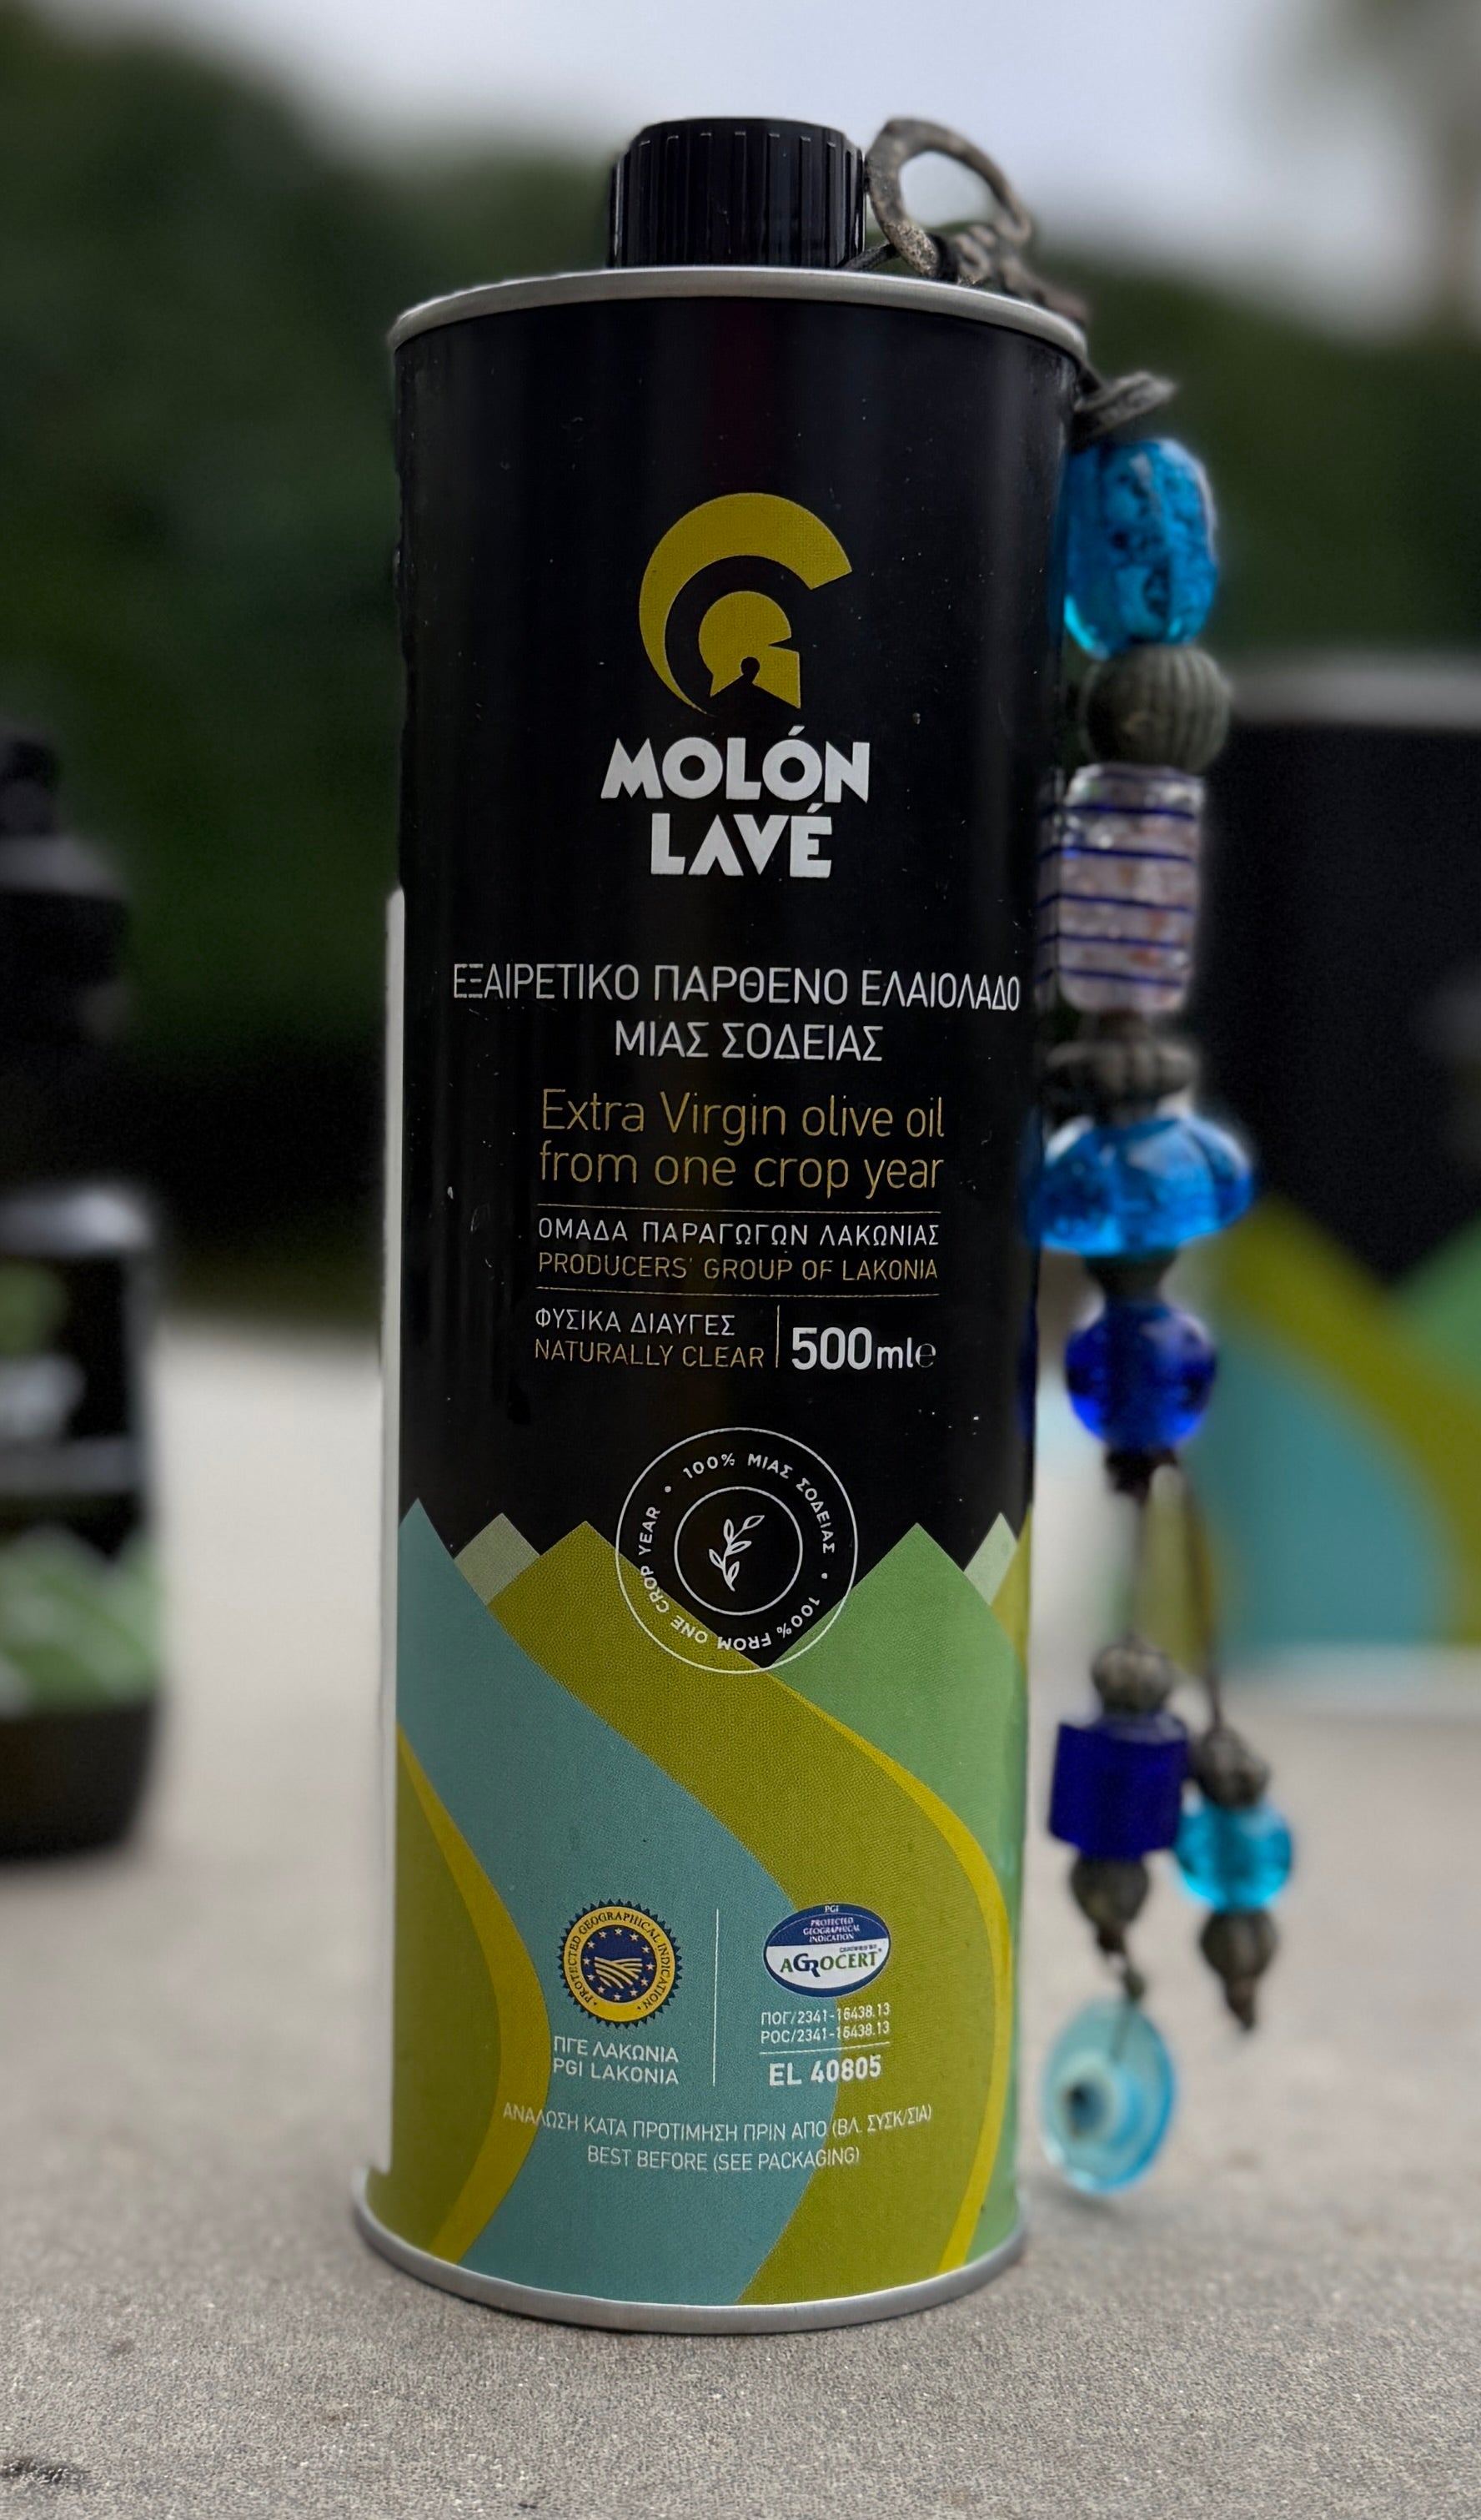 MOLÓN
LAVÉ
ΕΞΑΙΡΕΤΙΚΟ ΠΑΡΘΕΝΟ ΕΛΑΙΟΛΑΔΟ
ΜΙΑΣ ΣΟΔΕΙΑΣ
Extra Virgin olive oil
from one crop year
ΟΜΑΔΑ ΠΑΡΑΓΩΓΩΝ ΛΑΚΩΝΙΑΣ
PRODUCERS' GROUP OF LAKONIA
ΦΥΣΙΚΑ ΔΙΑΥΓΕΣ
NATURALLY CLEAR
500ml℮
100% ΜΙΑΣ ΣΟΔΕΙΑΣ • 100% FROM ONE CROP YEAR •
PROTECTED GEOGRAPHICAL INDICATION
ΠΓΕ ΛΑΚΩΝΙΑ
PGI LAKONIA
PGI
PROTECTED
GEOGRAPHICAL
INDICATION
CERTIFIED BY
AGROCERT
ΠΟΓ/2341-16438.13
POC/2341-16438.13
EL 40805
ΑΝΑΛΩΣΗ ΚΑΤΑ ΠΡΟΤΙΜΗΣΗ ΠΡΙΝ ΑΠΟ (ΒΛ. ΣΥΣΚ/ΣΙΑ)
BEST BEFORE (SEE PACKAGING)